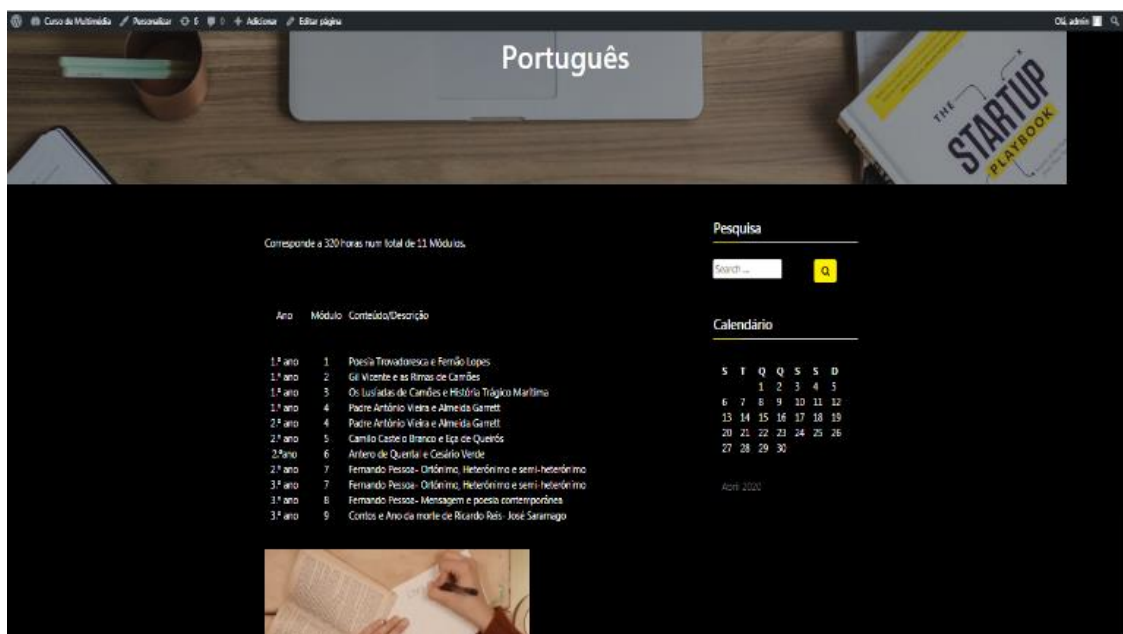 Curso de Multimédia Personalizar 6 0 Adicionar Editar página Olá, admin
Português
THE
STARTUP
PLAYBOOK
Corresponde a 320 horas num total de 11 Módulos.
Ano Módulo Conteúdo/Descrição
1.º ano 1 Poesia Trovadoresca e Fernão Lopes
1.º ano 2 Gil Vicente e as Rimas de Camões
1.º ano 3 Os Lusíadas de Camões e História Trágico Marítima
1.º ano 4 Padre António Vieira e Almeida Garrett
2.º ano 4 Padre António Vieira e Almeida Garrett
2.º ano 5 Camilo Castelo Branco e Eça de Queirós
2.ºano 6 Antero de Quental e Cesário Verde
2.º ano 7 Fernando Pessoa- Ortónimo, Heterónimo e semi-heterónimo
3.º ano 7 Fernando Pessoa- Ortónimo, Heterónimo e semi-heterónimo
3.º ano 8 Fernando Pessoa- Mensagem e poesia contemporânea
3.º ano 9 Contos e Ano da morte de Ricardo Reis- José Saramago
Pesquisa
Search ...
Calendário
S T Q Q S S D
1 2 3 4 5
6 7 8 9 10 11 12
13 14 15 16 17 18 19
20 21 22 23 24 25 26
27 28 29 30
Abril 2020